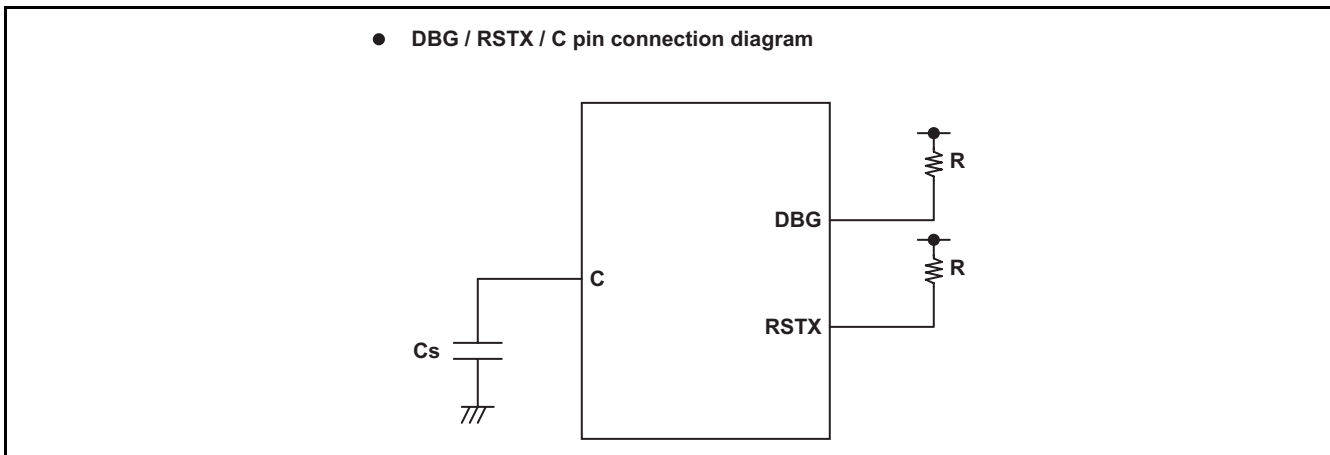 ● DBG / RSTX / C pin connection diagram
R
DBG
R
C
RSTX
Cs